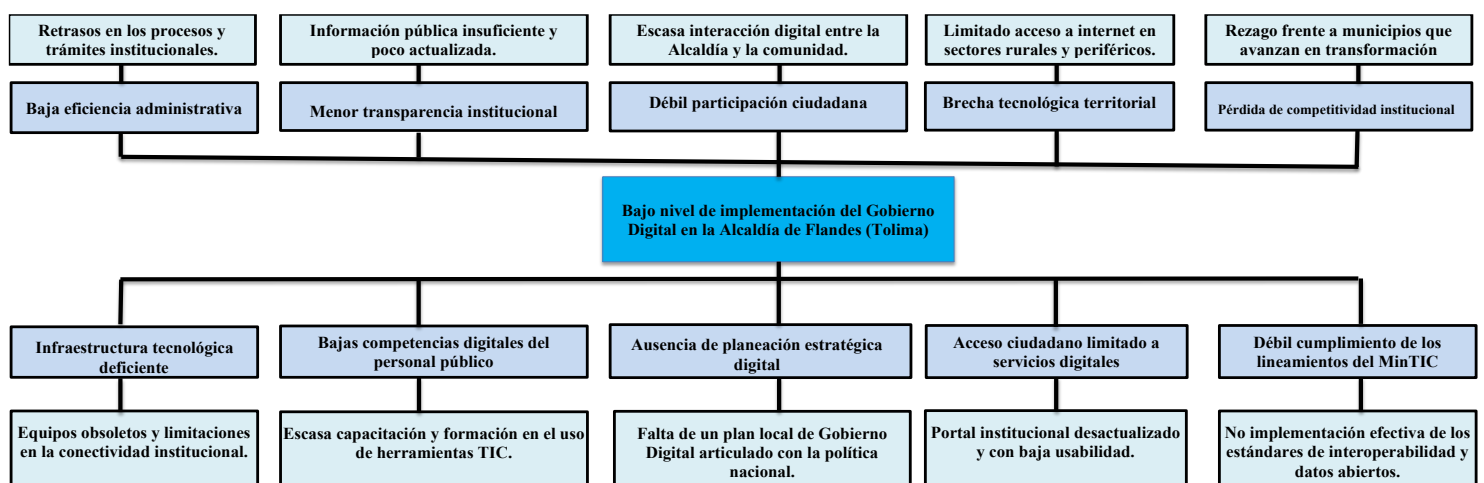 Retrasos en los procesos y
trámites institucionales.
Información pública insuficiente y
poco actualizada.
Escasa interacción digital entre la
Alcaldía y la comunidad.
Limitado acceso a internet en
sectores rurales y periféricos.
Rezago frente a municipios que
avanzan en transformación
Baja eficiencia administrativa
Menor transparencia institucional
Débil participación ciudadana
Brecha tecnológica territorial
Pérdida de competitividad institucional
Bajo nivel de implementación del Gobierno
Digital en la Alcaldía de Flandes (Tolima)
Infraestructura tecnológica
deficiente
Bajas competencias digitales del
personal público
Ausencia de planeación estratégica
digital
Acceso ciudadano limitado a
servicios digitales
Débil cumplimiento de los
lineamientos del MinTIC
Equipos obsoletos y limitaciones
en la conectividad institucional.
Escasa capacitación y formación en el uso
de herramientas TIC.
Falta de un plan local de Gobierno
Digital articulado con la política
nacional.
Portal institucional desactualizado
y con baja usabilidad.
No implementación efectiva de los
estándares de interoperabilidad y
datos abiertos.